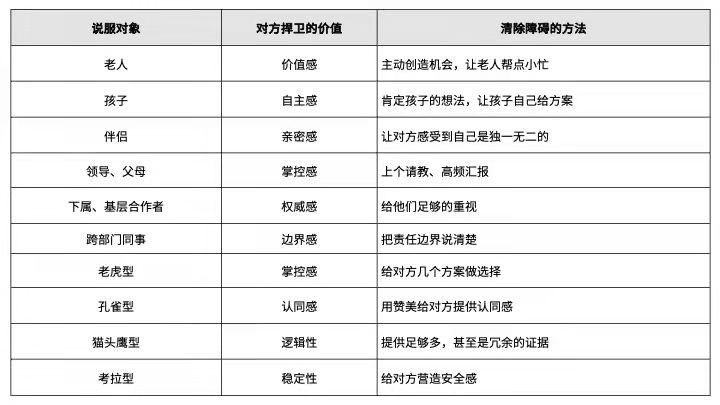 说服对象 对方捍卫的价值 清除障碍的方法
老人 价值感 主动创造机会，让老人帮点小忙
孩子 自主感 肯定孩子的想法，让孩子自己给方案
伴侣 亲密感 让对方感受到自己是独一无二的
领导、父母 掌控感 上个请教、高频汇报
下属、基层合作者 权威感 给他们足够的重视
跨部门同事 边界感 把责任边界说清楚
老虎型 掌控感 给对方几个方案做选择
孔雀型 认同感 用赞美给对方提供认同感
猫头鹰型 逻辑性 提供足够多，甚至是冗余的证据
考拉型 稳定性 给对方营造安全感